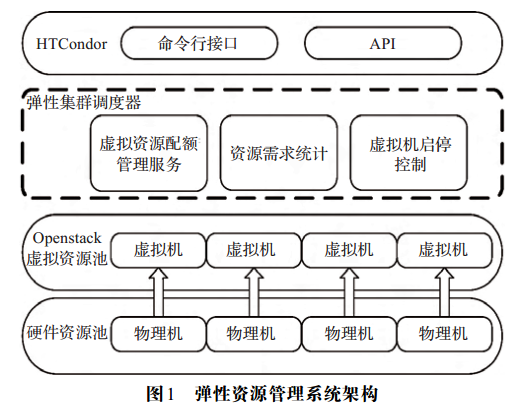 HTCondor
命令行接口
API
弹性集群调度器
虚拟资源配额
管理服务
资源需求统计
虚拟机启停
控制
Openstack
虚拟资源池
虚拟机
虚拟机
虚拟机
虚拟机
硬件资源池
物理机
物理机
物理机
物理机
图1 弹性资源管理系统架构